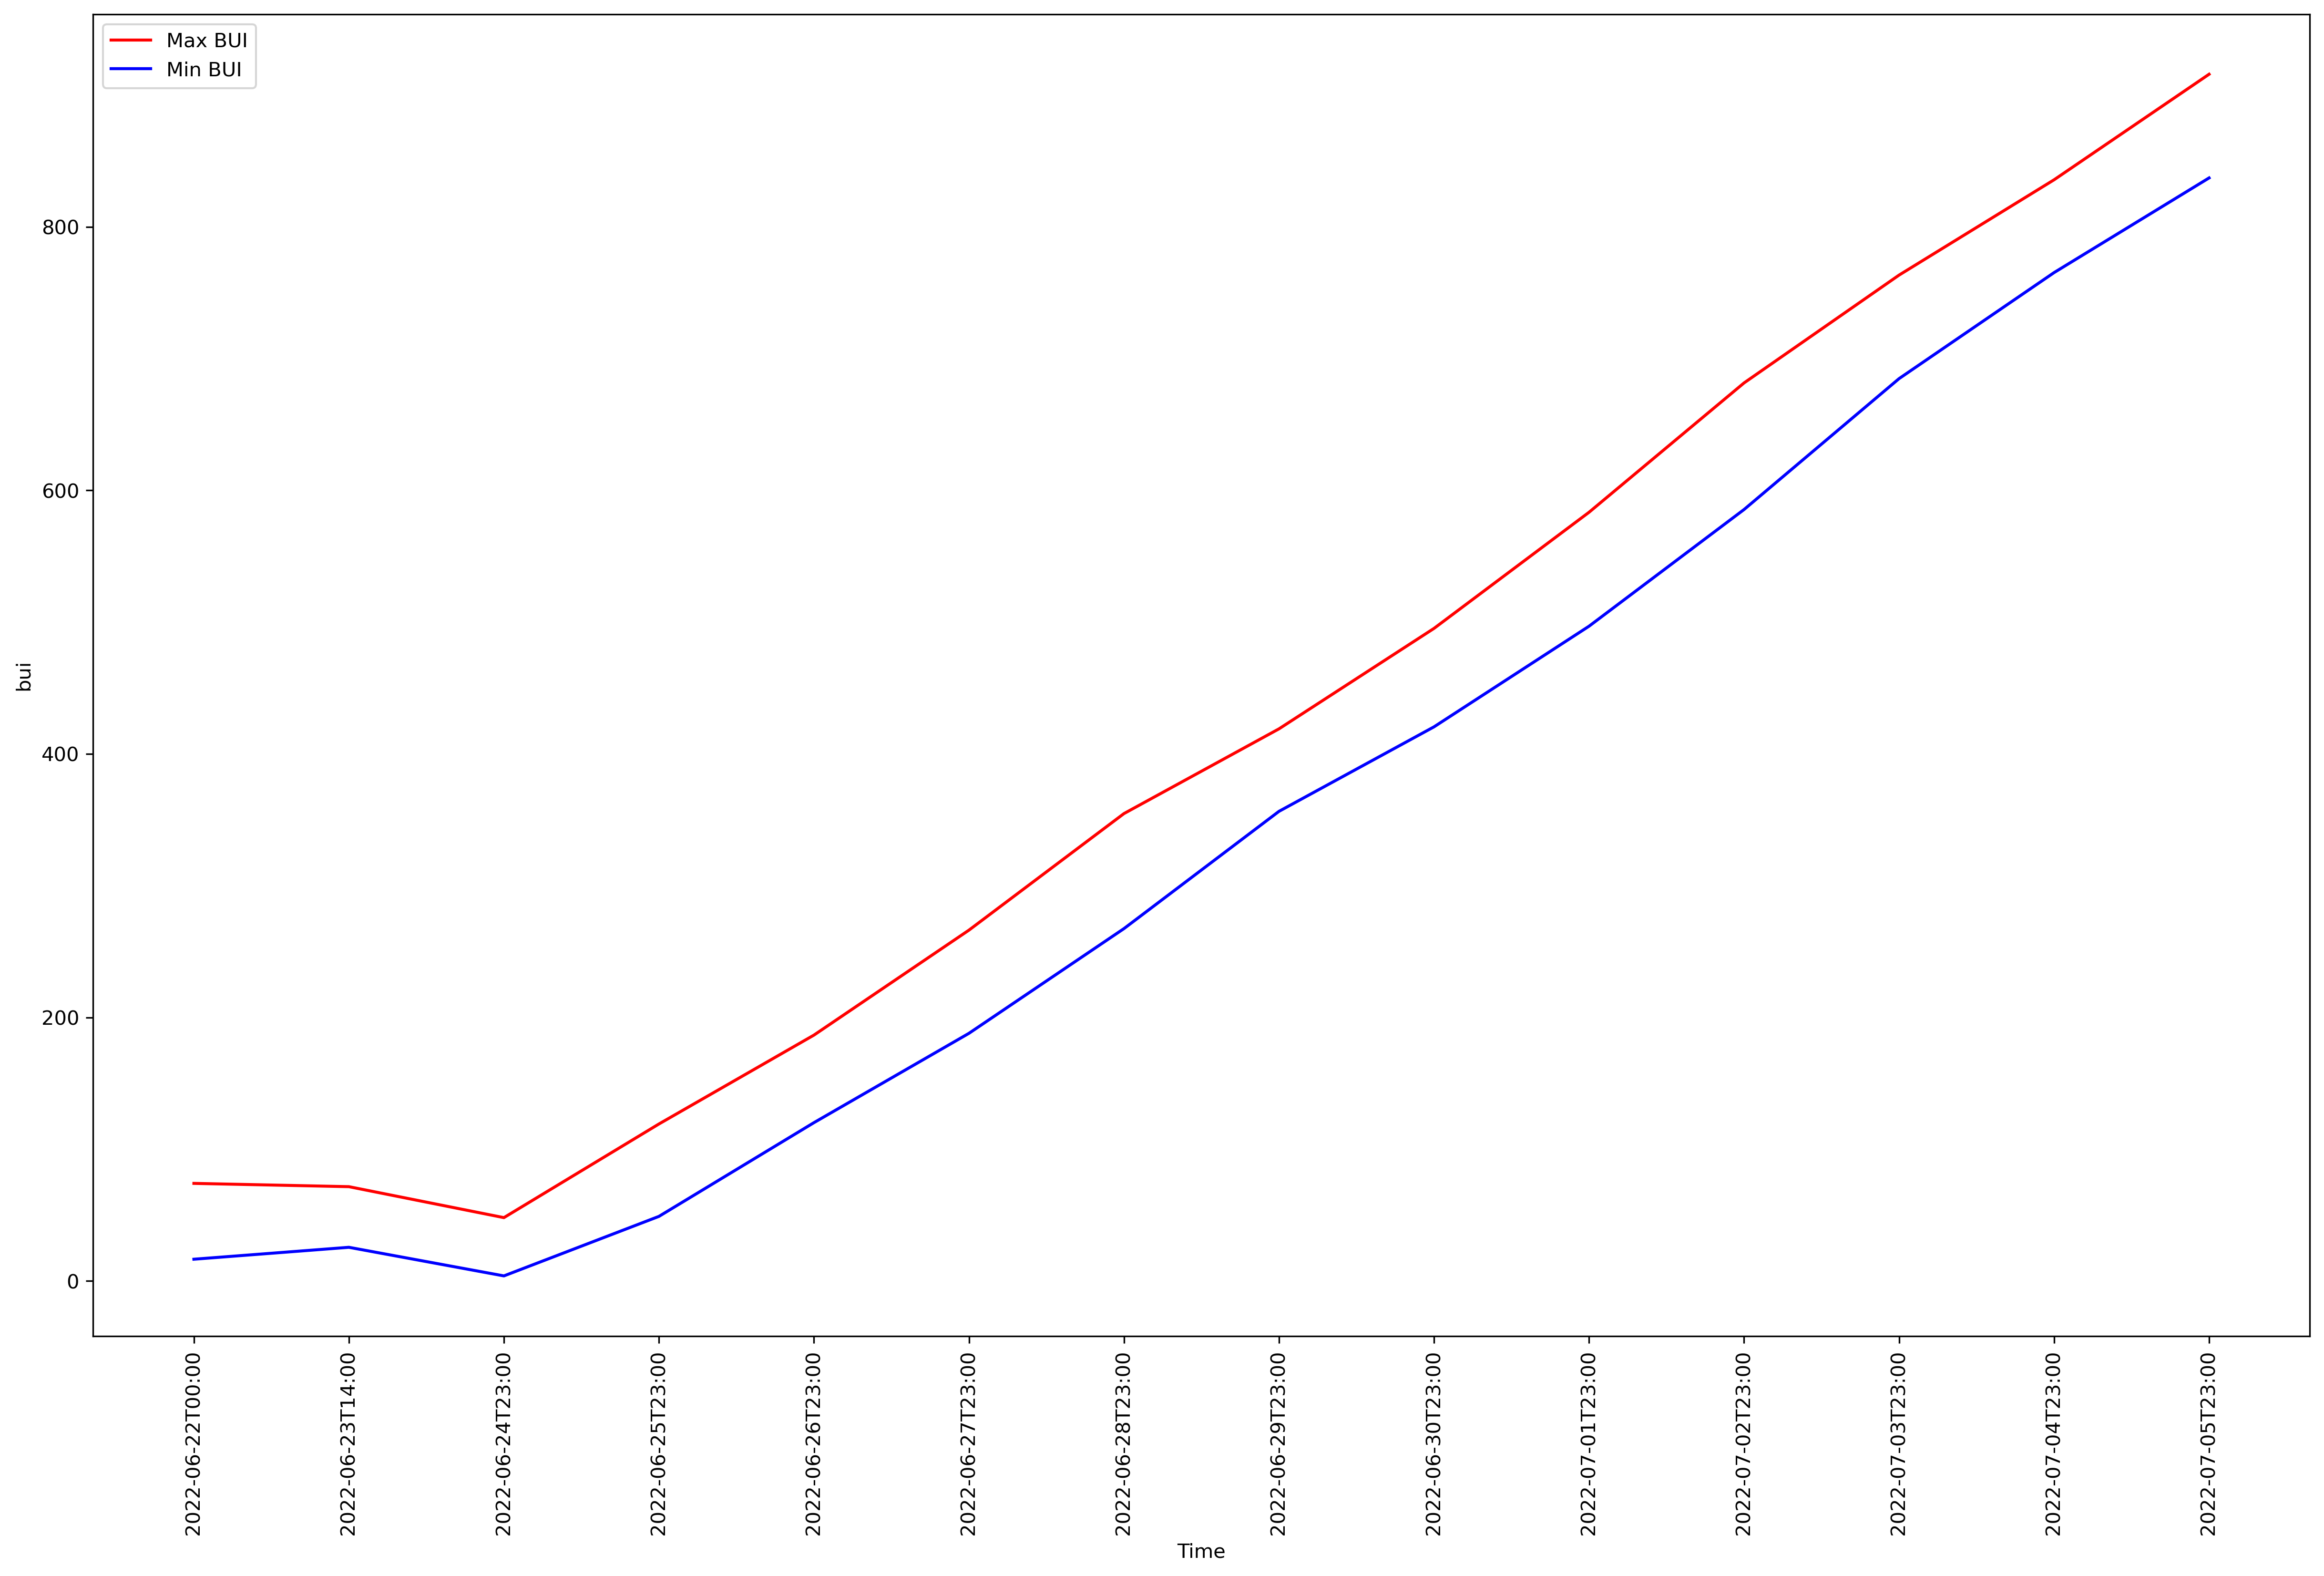 Max BUI
Min BUI
800
600
400
200
0
bui
2022-06-22T00:00
2022-06-23T14:00
2022-06-24T23:00
2022-06-25T23:00
2022-06-26T23:00
2022-06-27T23:00
2022-06-28T23:00
2022-06-29T23:00
2022-06-30T23:00
2022-07-01T23:00
2022-07-02T23:00
2022-07-03T23:00
2022-07-04T23:00
2022-07-05T23:00
Time